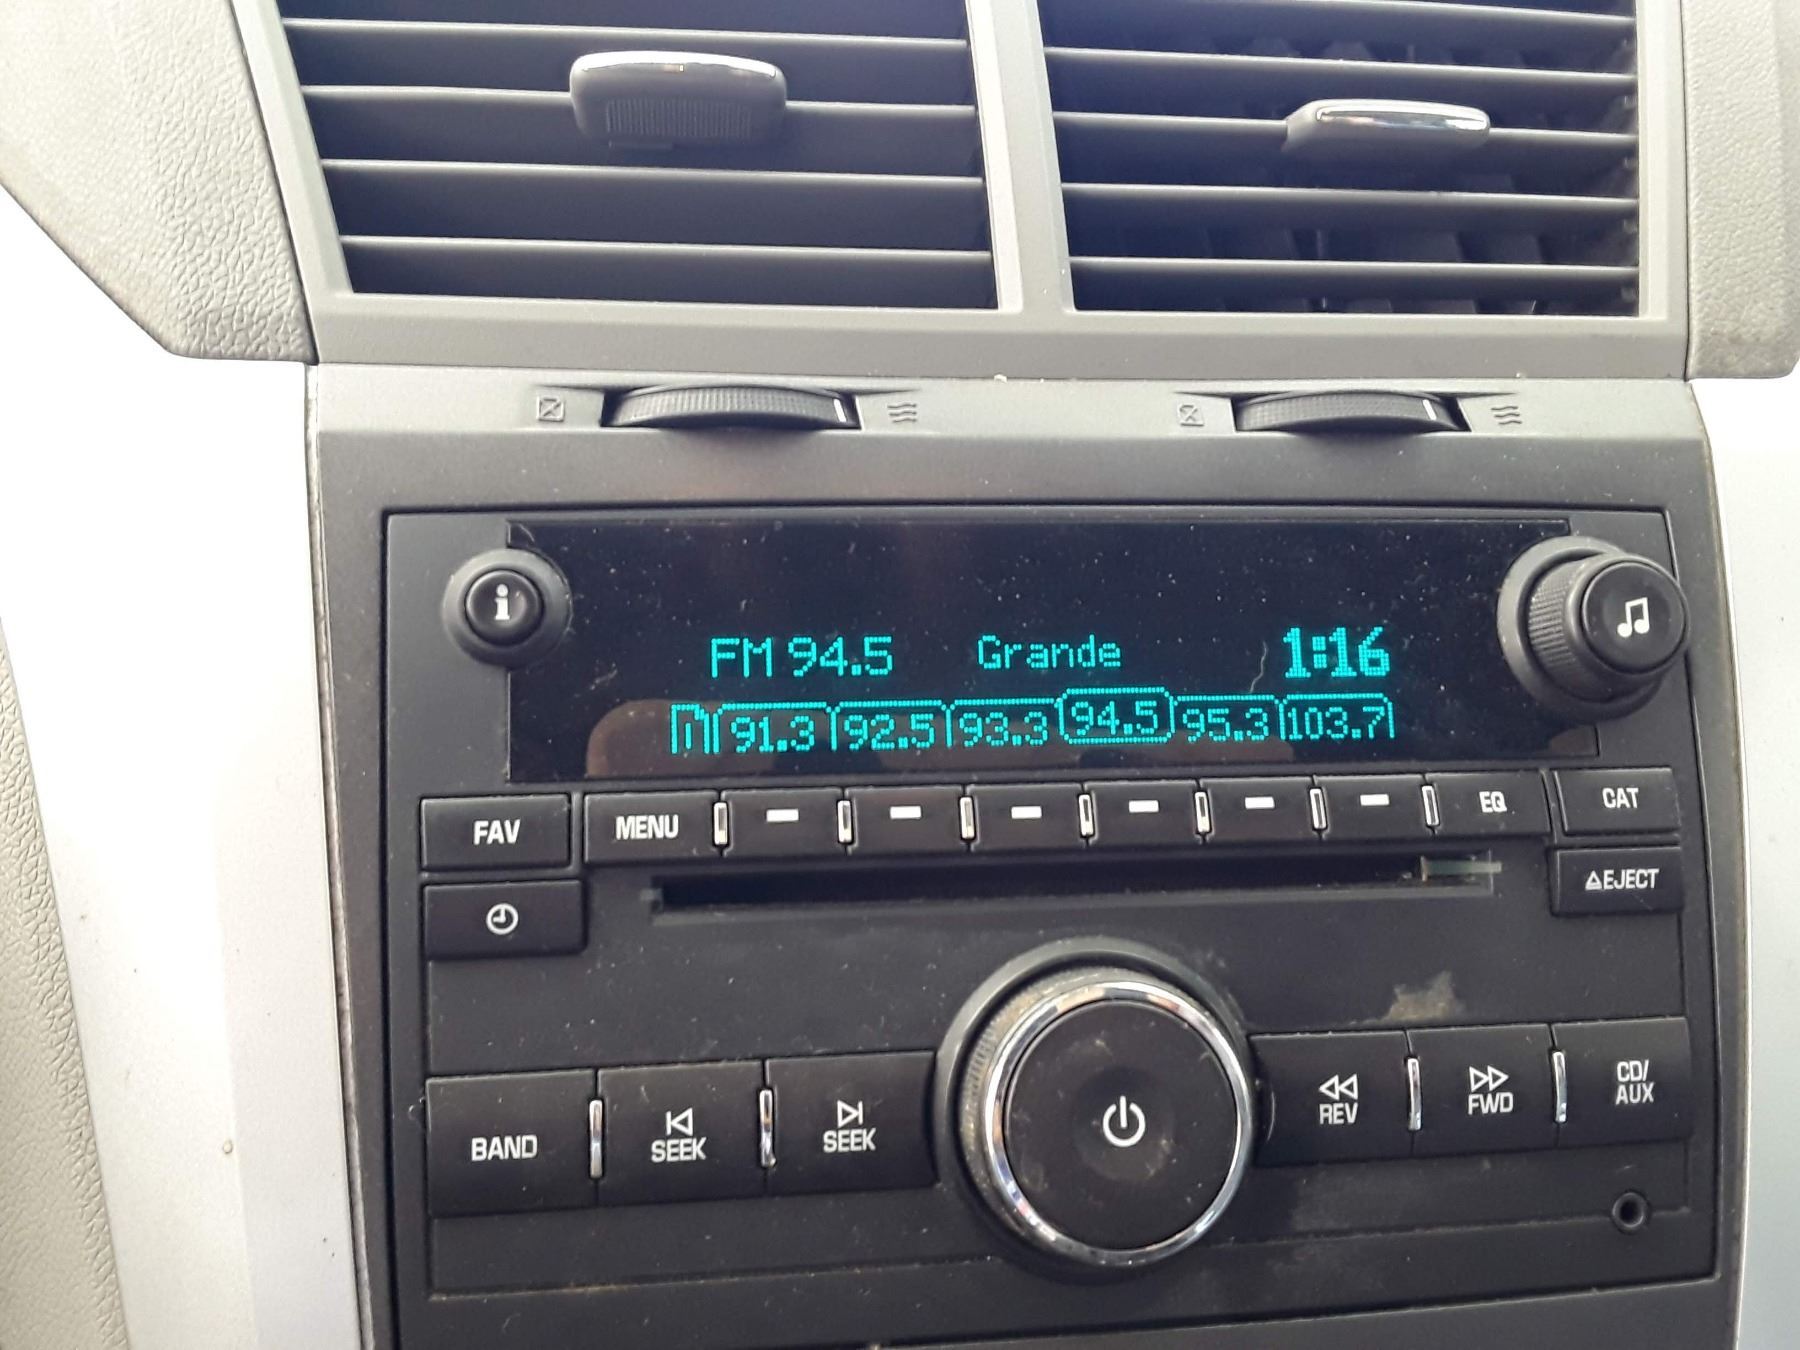 FM 94.5 Grande 1:16
91.3 92.5 93.3 94.5 95.3 103.7
FAV MENU EQ CAT
EJECT
BAND SEEK SEEK REV FWD CD/
AUX